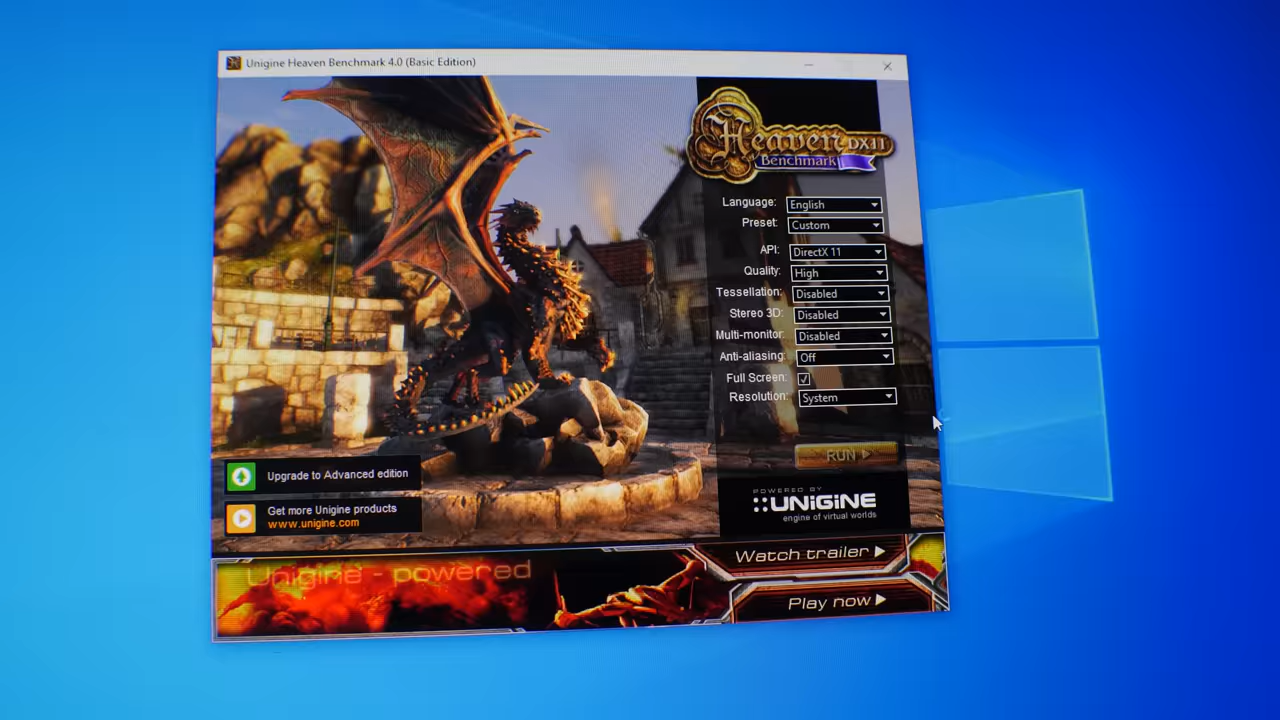 Unigine Heaven Benchmark 4.0 (Basic Edition)
Heaven DX11
Benchmark
Language: English
Preset: Custom
API: DirectX 11
Quality: High
Tessellation: Disabled
Stereo 3D: Disabled
Multi-monitor: Disabled
Anti-aliasing: Off
Full Screen:
Resolution: System
RUN
POWERED BY
UNIGINE
engine of virtual worlds
Upgrade to Advanced edition
Get more Unigine products
www.unigine.com
Unigine - powered
Watch trailer
Play now